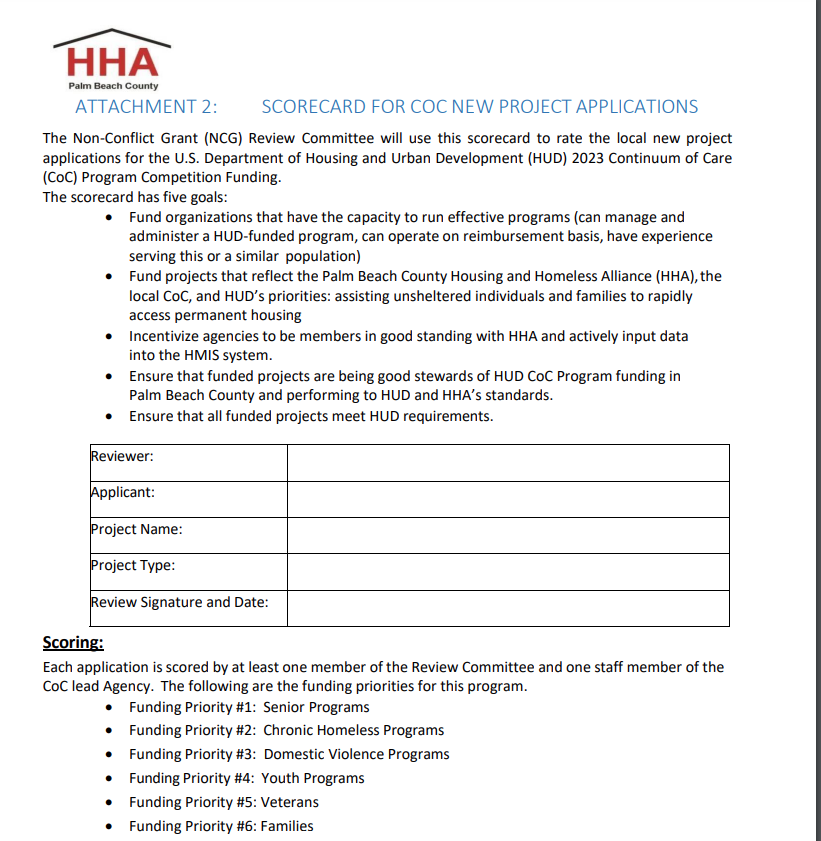 HHA
Palm Beach County
ATTACHMENT 2: SCORECARD FOR COC NEW PROJECT APPLICATIONS
The Non-Conflict Grant (NCG) Review Committee will use this scorecard to rate the local new project
applications for the U.S. Department of Housing and Urban Development (HUD) 2023 Continuum of Care
(CoC) Program Competition Funding.
The scorecard has five goals:
• Fund organizations that have the capacity to run effective programs (can manage and
administer a HUD-funded program, can operate on reimbursement basis, have experience
serving this or a similar population)
• Fund projects that reflect the Palm Beach County Housing and Homeless Alliance (HHA), the
local CoC, and HUD's priorities: assisting unsheltered individuals and families to rapidly
access permanent housing
• Incentivize agencies to be members in good standing with HHA and actively input data
into the HMIS system.
• Ensure that funded projects are being good stewards of HUD CoC Program funding in
Palm Beach County and performing to HUD and HHA's standards.
• Ensure that all funded projects meet HUD requirements.
Reviewer:
Applicant:
Project Name:
Project Type:
Review Signature and Date:
Scoring:
Each application is scored by at least one member of the Review Committee and one staff member of the
CoC lead Agency. The following are the funding priorities for this program.
• Funding Priority #1: Senior Programs
• Funding Priority #2: Chronic Homeless Programs
• Funding Priority #3: Domestic Violence Programs
• Funding Priority #4: Youth Programs
• Funding Priority #5: Veterans
• Funding Priority #6: Families